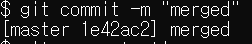 $ git commit -m "merged"
[master 1e42ac2] merged